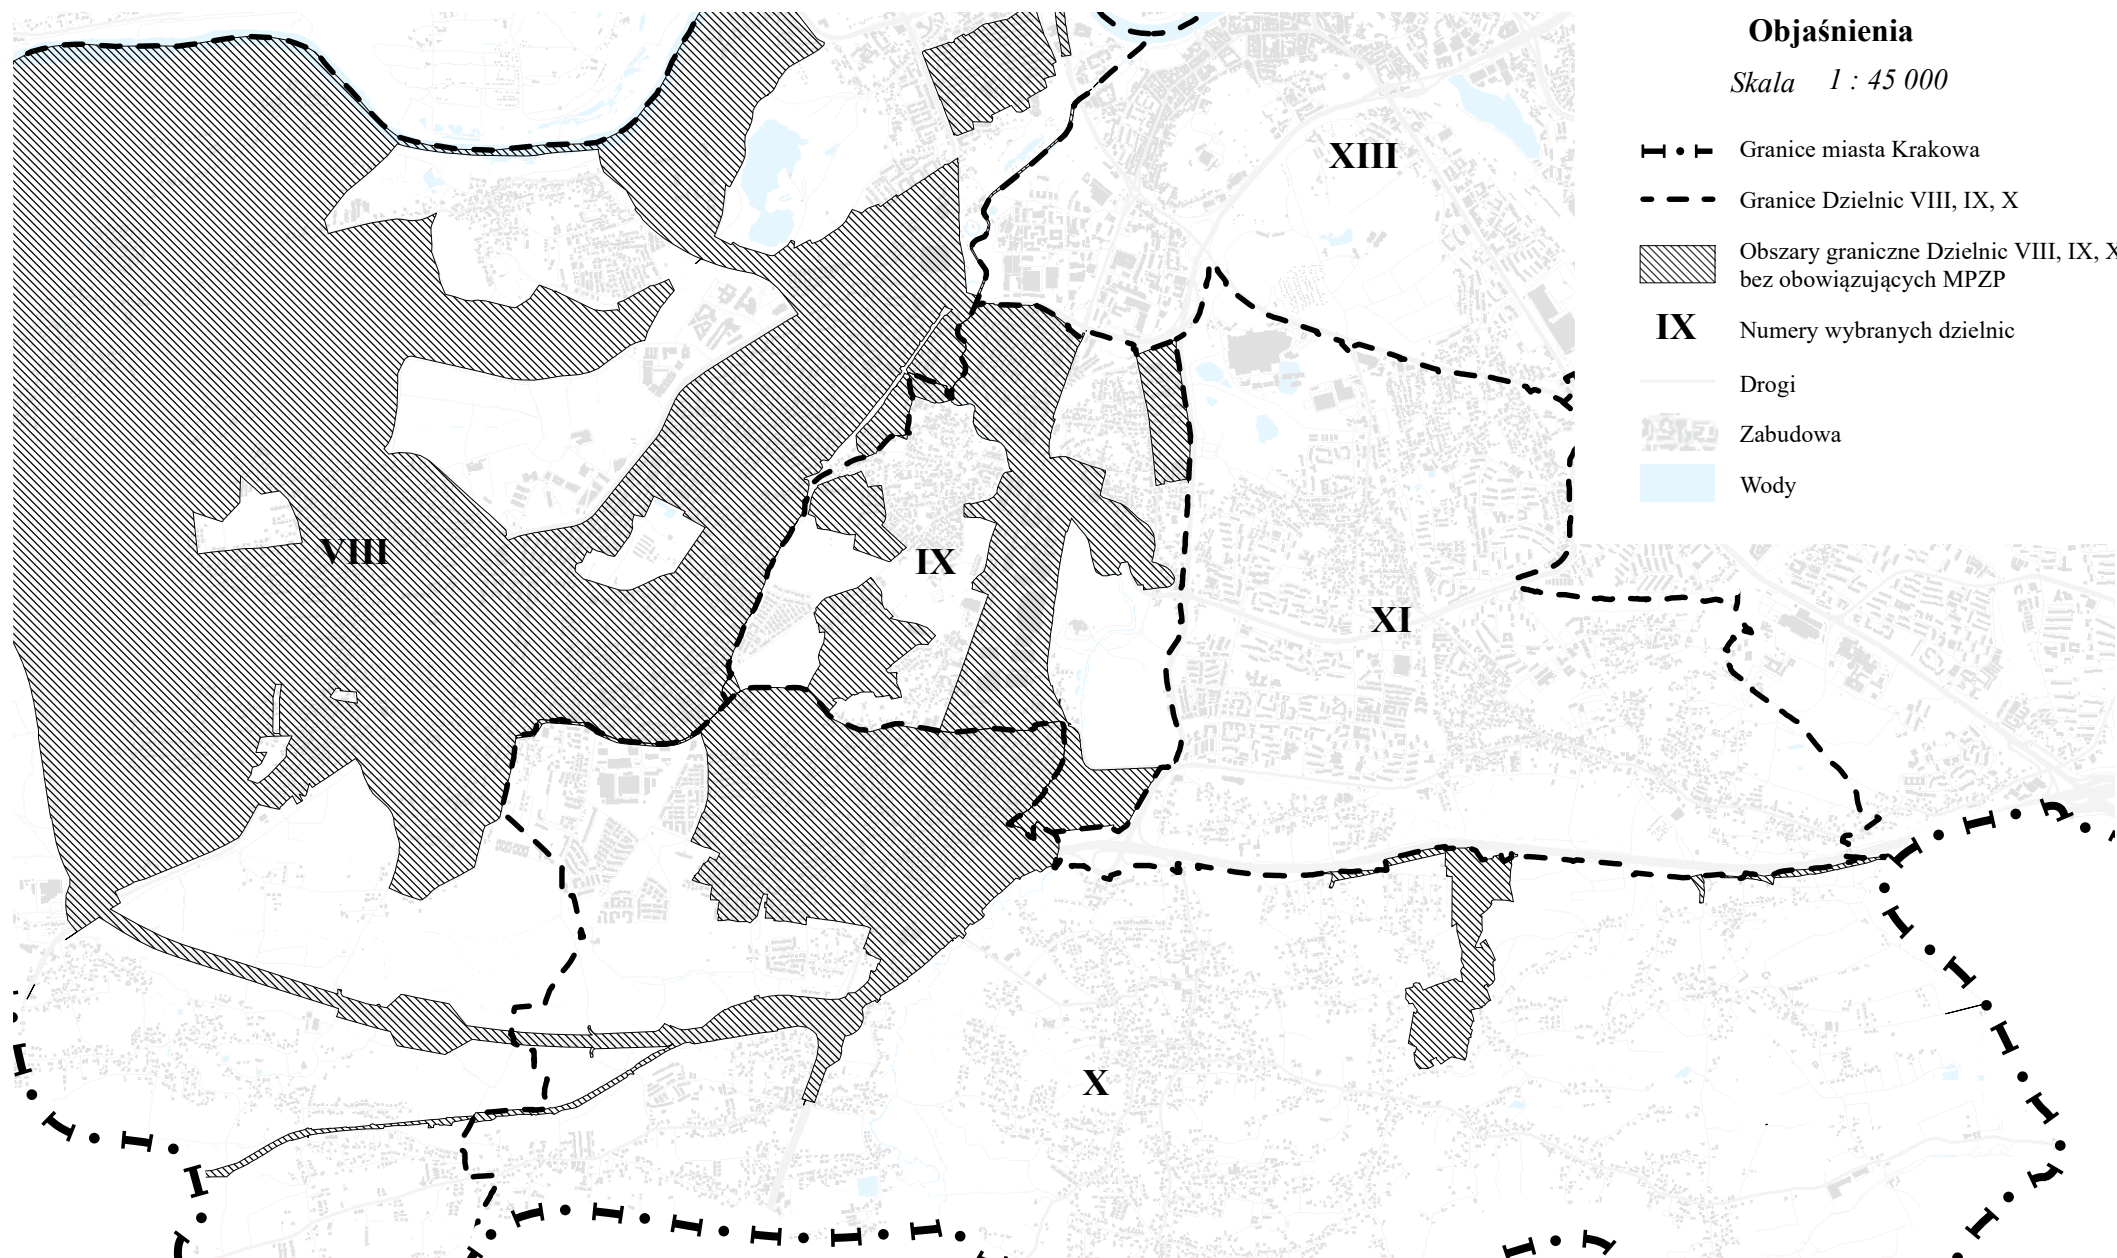 Objaśnienia
Skala 1 : 45 000
Granice miasta Krakowa
Granice Dzielnic VIII, IX, X
Obszary graniczne Dzielnic VIII, IX, X
bez obowiązujących MPZP
IX Numery wybranych dzielnic
Drogi
Zabudowa
Wody
XIII
VIII
IX
XI
X